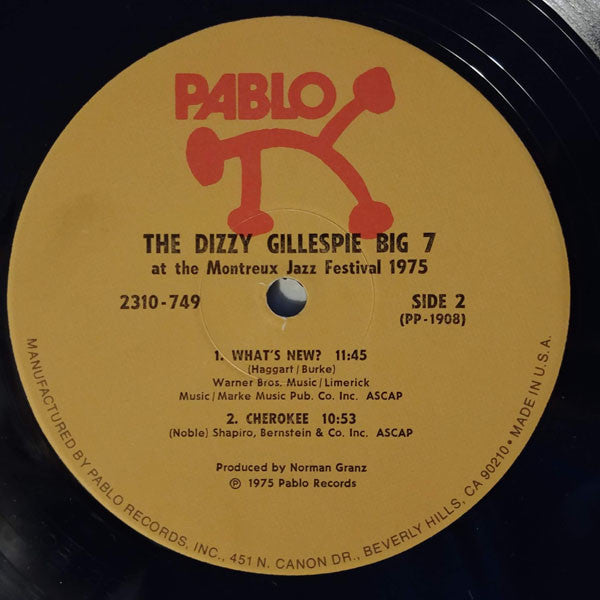 PABLO
THE DIZZY GILLESPIE BIG 7
at the Montreux Jazz Festival 1975
2310-749
SIDE 2
(PP-1908)
1. WHAT'S NEW? 11:45
(Haggart/Burke)
Warner Bros. Music/Limerick
Music/Marke Music Pub. Co. Inc. ASCAP
2. CHEROKEE 10:53
(Noble) Shapiro, Bernstein & Co. Inc. ASCAP
Produced by Norman Granz
℗ 1975 Pablo Records
MANUFACTURED BY PABLO RECORDS, INC., 451 N. CANON DR., BEVERLY HILLS, CA 90210 • MADE IN U.S.A.